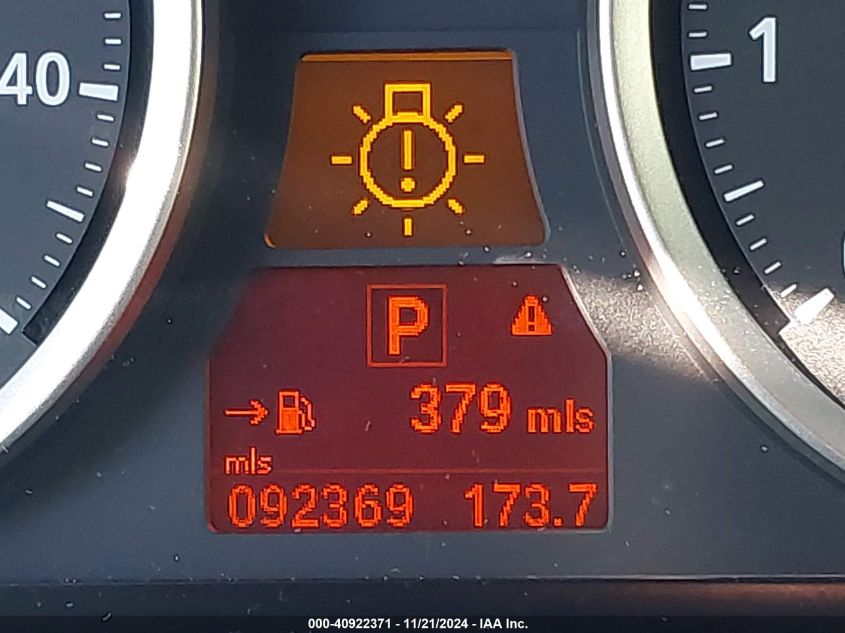 40
1
!
P
379 mls
mls
092369 173.7
000-40922371 - 11/21/2024 - IAA Inc.